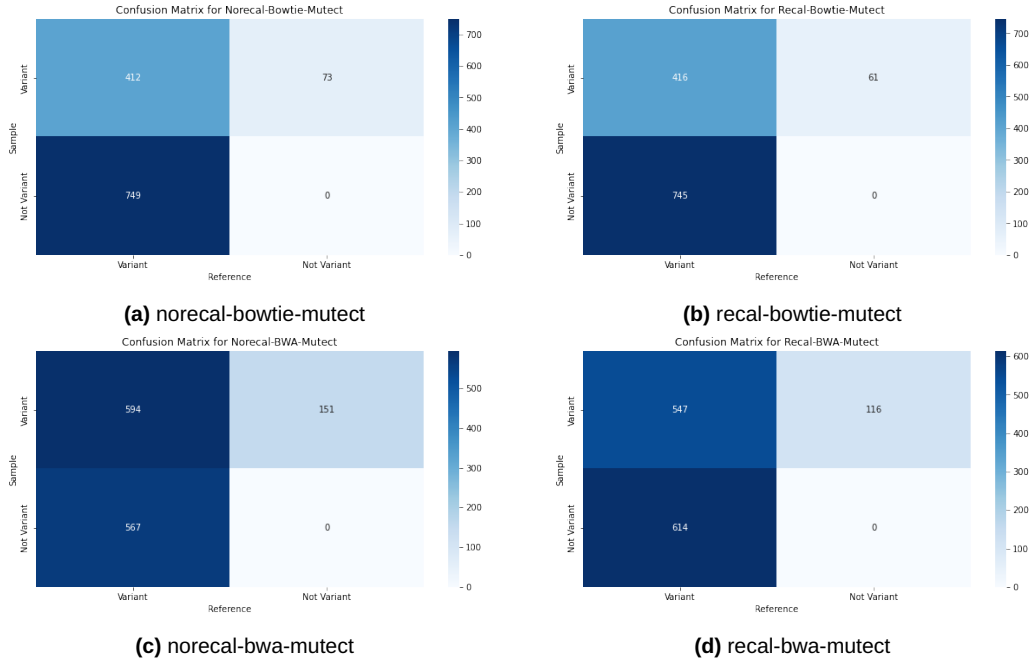 Confusion Matrix for Norecal-Bowtie-Mutect
Variant
Not Variant
Sample
412
73
749
0
Variant
Not Variant
Reference
700
600
500
400
300
200
100
0
(a) norecal-bowtie-mutect
Confusion Matrix for Recal-Bowtie-Mutect
Variant
Not Variant
Sample
416
61
745
0
Variant
Not Variant
Reference
700
600
500
400
300
200
100
0
(b) recal-bowtie-mutect
Confusion Matrix for Norecal-BWA-Mutect
Variant
Not Variant
Sample
594
151
567
0
Variant
Not Variant
Reference
500
400
300
200
100
0
(c) norecal-bwa-mutect
Confusion Matrix for Recal-BWA-Mutect
Variant
Not Variant
Sample
547
116
614
0
Variant
Not Variant
Reference
600
500
400
300
200
100
0
(d) recal-bwa-mutect